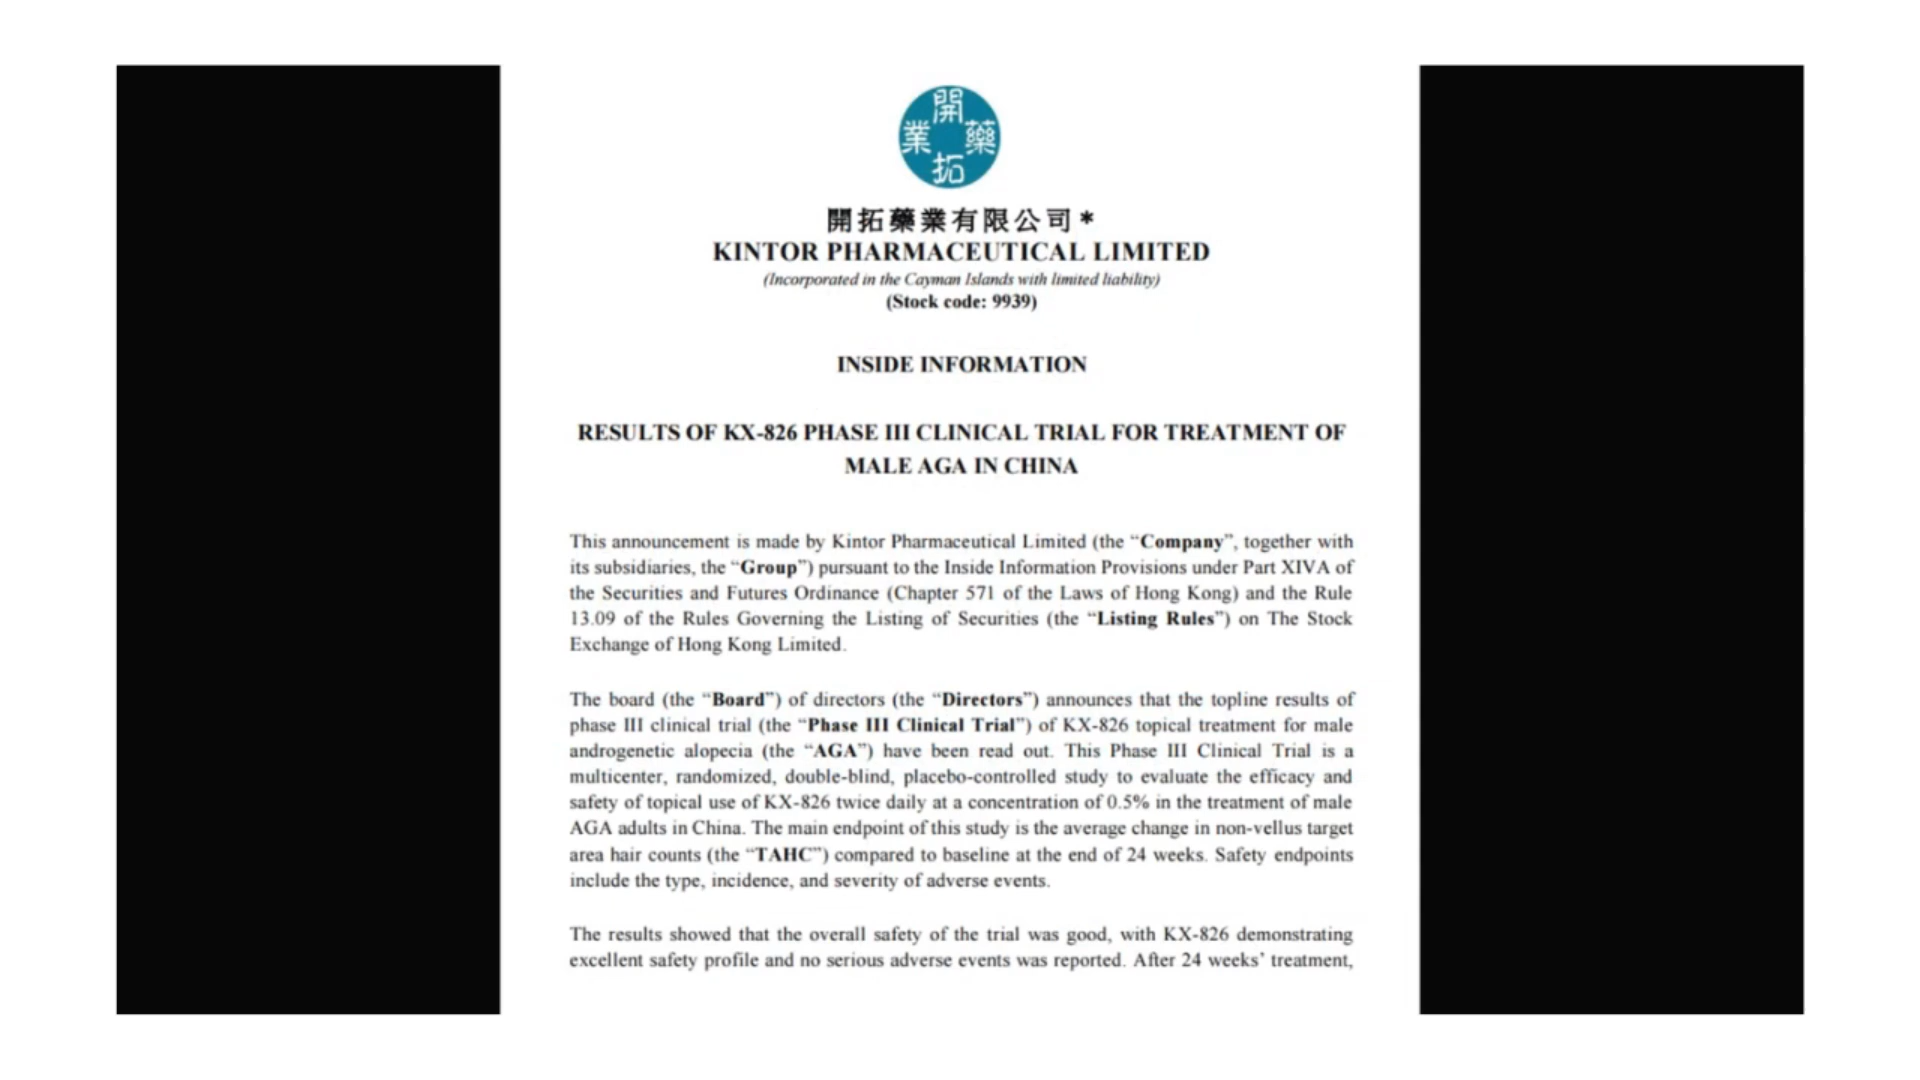 開
業 藥
拓
開拓藥業有限公司*
KINTOR PHARMACEUTICAL LIMITED
(Incorporated in the Cayman Islands with limited liability)
(Stock code: 9939)
INSIDE INFORMATION
RESULTS OF KX-826 PHASE III CLINICAL TRIAL FOR TREATMENT OF
MALE AGA IN CHINA
This announcement is made by Kintor Pharmaceutical Limited (the “Company”, together with
its subsidiaries, the “Group”) pursuant to the Inside Information Provisions under Part XIVA of
the Securities and Futures Ordinance (Chapter 571 of the Laws of Hong Kong) and the Rule
13.09 of the Rules Governing the Listing of Securities (the “Listing Rules”) on The Stock
Exchange of Hong Kong Limited.
The board (the “Board”) of directors (the “Directors”) announces that the topline results of
phase III clinical trial (the “Phase III Clinical Trial”) of KX-826 topical treatment for male
androgenetic alopecia (the “AGA”) have been read out. This Phase III Clinical Trial is a
multicenter, randomized, double-blind, placebo-controlled study to evaluate the efficacy and
safety of topical use of KX-826 twice daily at a concentration of 0.5% in the treatment of male
AGA adults in China. The main endpoint of this study is the average change in non-vellus target
area hair counts (the “TAHC”) compared to baseline at the end of 24 weeks. Safety endpoints
include the type, incidence, and severity of adverse events.
The results showed that the overall safety of the trial was good, with KX-826 demonstrating
excellent safety profile and no serious adverse events was reported. After 24 weeks’ treatment,